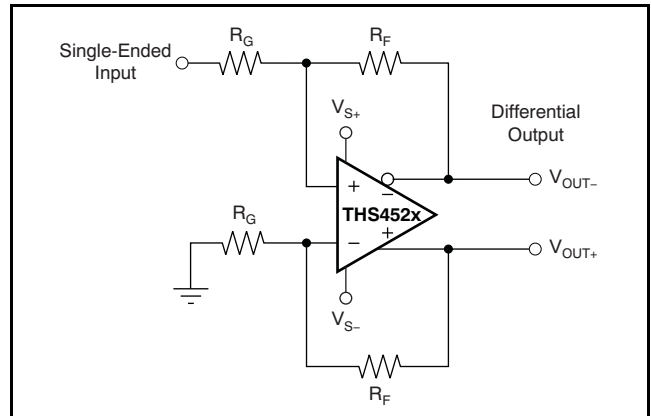 R_G
R_F
Single-Ended
Input
V_S+
Differential
Output
+
−
V_OUT−
R_G
THS452x
−
+
V_OUT+
V_S−
R_F